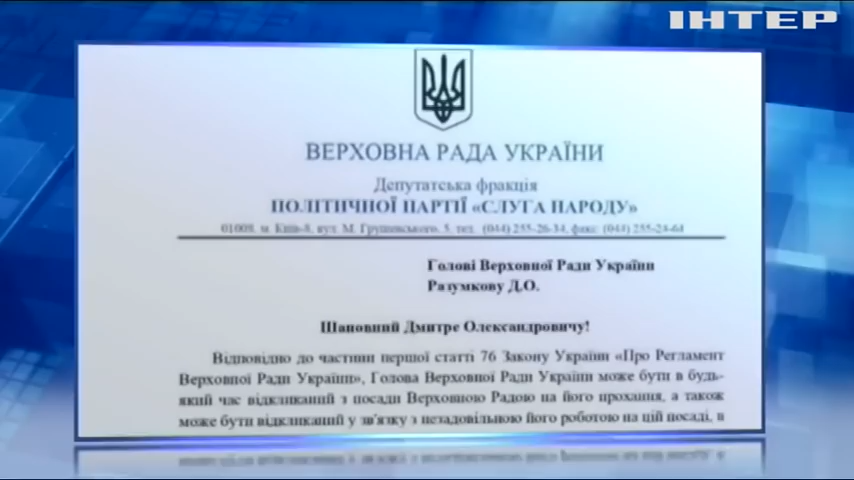 ІНТЕР
ВЕРХОВНА РАДА УКРАЇНИ
Депутатська фракція
ПОЛІТИЧНОЇ ПАРТІЇ «СЛУГА НАРОДУ»
01008, м. Київ-8, вул. М. Грушевського, 5, тел. (044) 255-26-34, факс: (044) 255-24-64
Голові Верховної Ради України
Разумкову Д.О.
Шановний Дмитре Олександровичу!
Відповідно до частини першої статті 76 Закону України «Про Регламент
Верховної Ради України», Голова Верховної Ради України може бути в будь-
який час відкликаний з посади Верховною Радою на його прохання, а також
може бути відкликаний у зв'язку з незадовільною його роботою на цій посаді, в